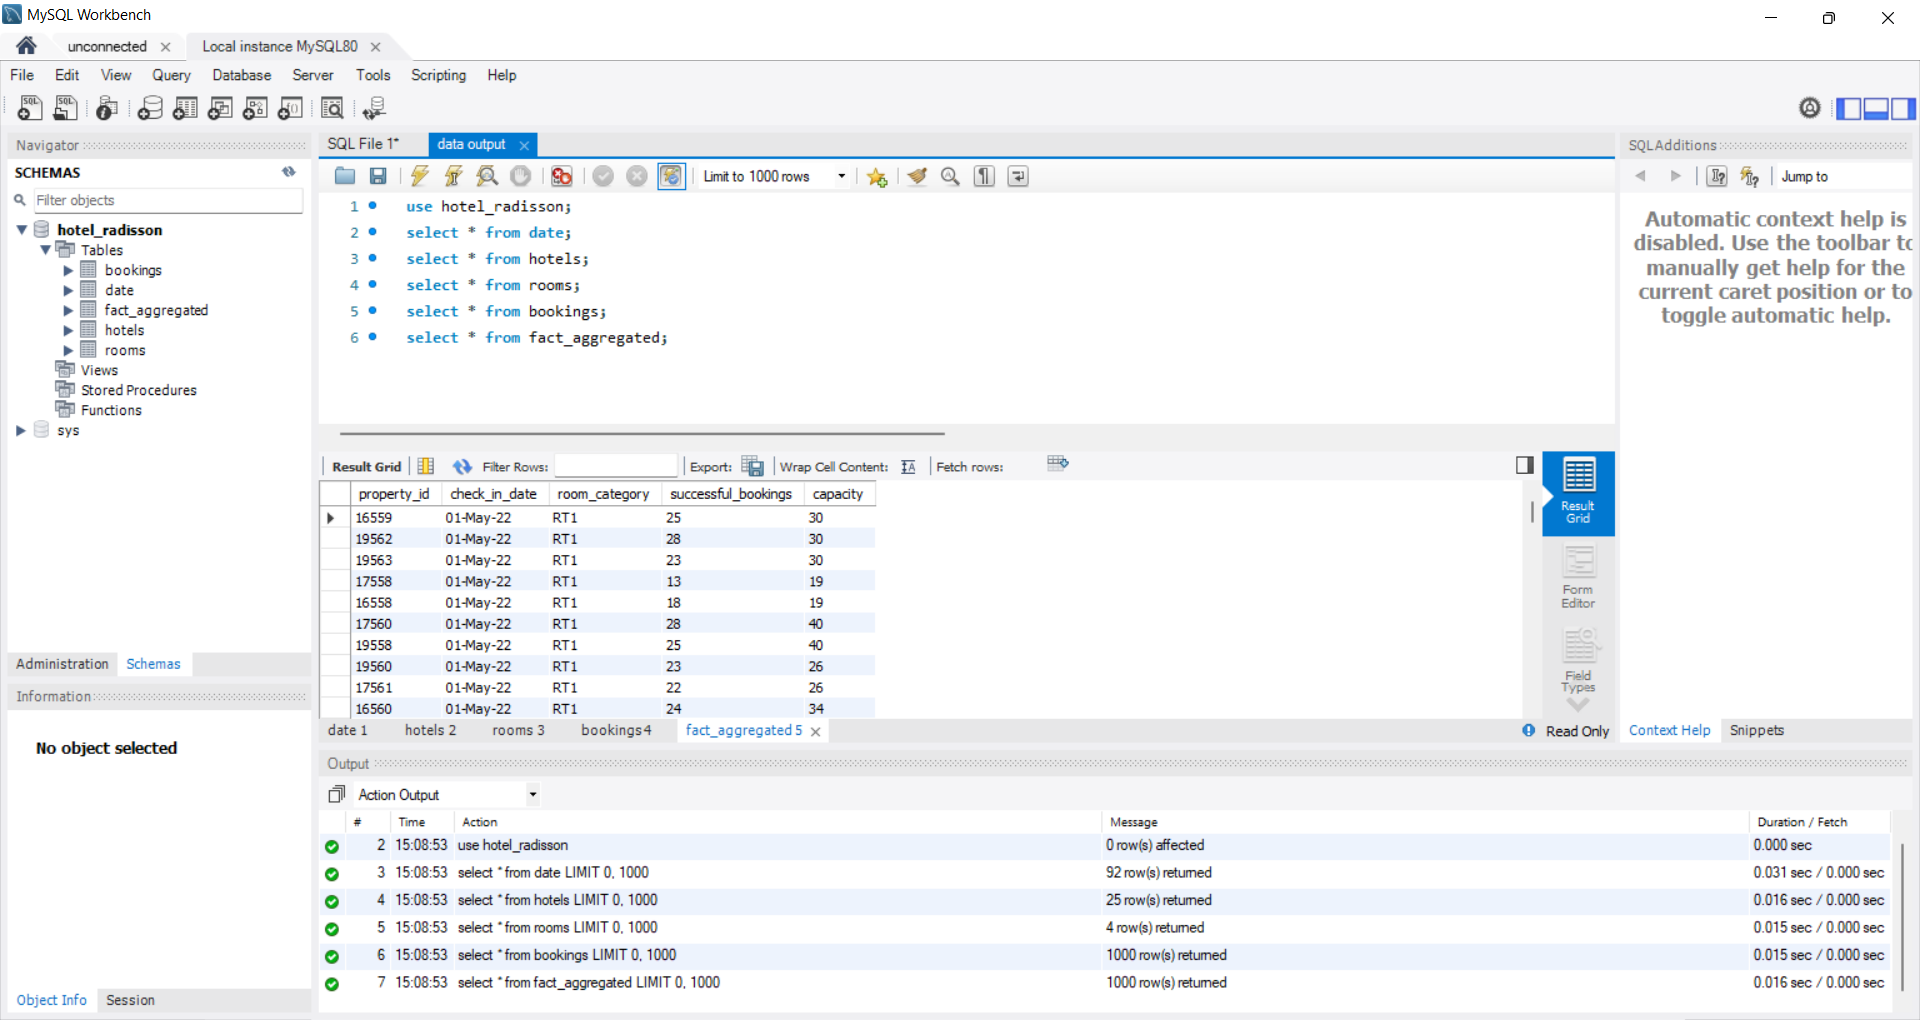 MySQL Workbench
unconnected
Local instance MySQL80
File Edit View Query Database Server Tools Scripting Help
Navigator
SCHEMAS
Filter objects
hotel_radisson
Tables
bookings
date
fact_aggregated
hotels
rooms
Views
Stored Procedures
Functions
sys
Administration Schemas
Information
No object selected
Object Info Session
SQL File 1*
data output
Limit to 1000 rows
1 use hotel_radisson;
2 select * from date;
3 select * from hotels;
4 select * from rooms;
5 select * from bookings;
6 select * from fact_aggregated;
Result Grid Filter Rows: Export: Wrap Cell Content: Fetch rows:
property_id check_in_date room_category successful_bookings capacity
16559 01-May-22 RT1 25 30
19562 01-May-22 RT1 28 30
19563 01-May-22 RT1 23 30
17558 01-May-22 RT1 13 19
16558 01-May-22 RT1 18 19
17560 01-May-22 RT1 28 40
19558 01-May-22 RT1 25 40
19560 01-May-22 RT1 23 26
17561 01-May-22 RT1 22 26
16560 01-May-22 RT1 24 34
Result
Grid
Form
Editor
Field
Types
date 1 hotels 2 rooms 3 bookings 4 fact_aggregated 5
Read Only
SQLAdditions
Jump to
Automatic context help is
disabled. Use the toolbar to
manually get help for the
current caret position or to
toggle automatic help.
Context Help Snippets
Output
Action Output
# Time Action Message Duration / Fetch
2 15:08:53 use hotel_radisson 0 row(s) affected 0.000 sec
3 15:08:53 select * from date LIMIT 0, 1000 92 row(s) returned 0.031 sec / 0.000 sec
4 15:08:53 select * from hotels LIMIT 0, 1000 25 row(s) returned 0.016 sec / 0.000 sec
5 15:08:53 select * from rooms LIMIT 0, 1000 4 row(s) returned 0.015 sec / 0.000 sec
6 15:08:53 select * from bookings LIMIT 0, 1000 1000 row(s) returned 0.015 sec / 0.000 sec
7 15:08:53 select * from fact_aggregated LIMIT 0, 1000 1000 row(s) returned 0.016 sec / 0.000 sec